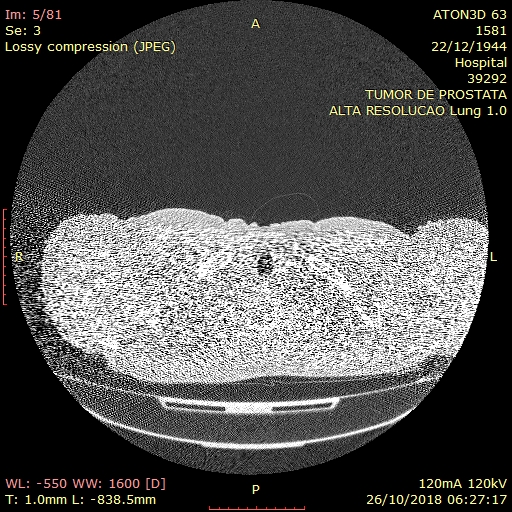 Im: 5/81
Se: 3
Lossy compression (JPEG)
A
ATON3D 63
1581
22/12/1944
Hospital
39292
TUMOR DE PROSTATA
ALTA RESOLUCAO Lung 1.0
R
L
WL: -550 WW: 1600 [D]
T: 1.0mm L: -838.5mm
P
120mA 120kV
26/10/2018 06:27:17